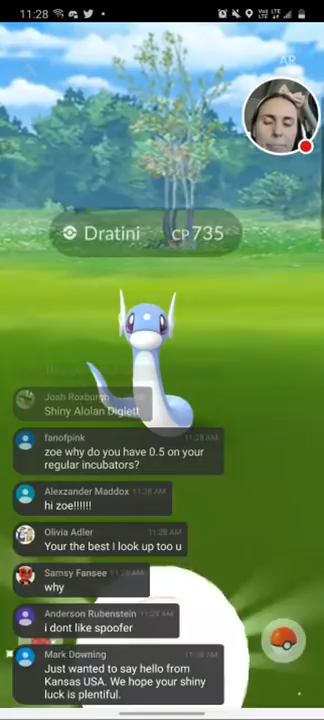 11:28
AR
Dratini CP735
Josh Roxburgh
Shiny Alolan Diglett
fanofpink 11:28 AM
zoe why do you have 0.5 on your
regular incubators?
Alexzander Maddox 11:28 AM
hi zoe!!!!!!
Olivia Adler 11:28 AM
Your the best I look up too u
Samsy Fansee 11:28 AM
why
Anderson Rubenstein 11:28 AM
i dont like spoofer
Mark Downing 11:28 AM
Just wanted to say hello from
Kansas USA. We hope your shiny
luck is plentiful.